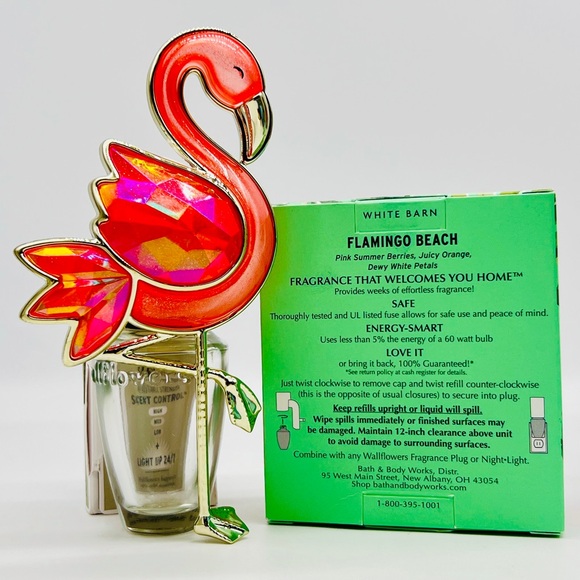 WHITE BARN
FLAMINGO BEACH
Pink Summer Berries, Juicy Orange,
Dewy White Petals
FRAGRANCE THAT WELCOMES YOU HOME™
Provides weeks of effortless fragrance!
SAFE
Thoroughly tested and UL listed fuse allows for safe use and peace of mind.
ENERGY-SMART
Uses less than 5% the energy of a 60 watt bulb
LOVE IT
or bring it back, 100% Guaranteed!*
*See return policy at cash register for details.
Just twist clockwise to remove cap and twist refill counter-clockwise
(this is the opposite of usual closures) to secure into plug.
Keep refills upright or liquid will spill.
Wipe spills immediately or finished surfaces may
be damaged. Maintain 12-inch clearance above unit
to avoid damage to surrounding surfaces.
Combine with any Wallflowers Fragrance Plug or Night•Light.
Bath & Body Works, Distr.
95 West Main Street, New Albany, OH 43054
Shop bathandbodyworks.com
1-800-395-1001
SCENT CONTROL
HIGH
MED
LOW
+
LIGHT UP 24/7